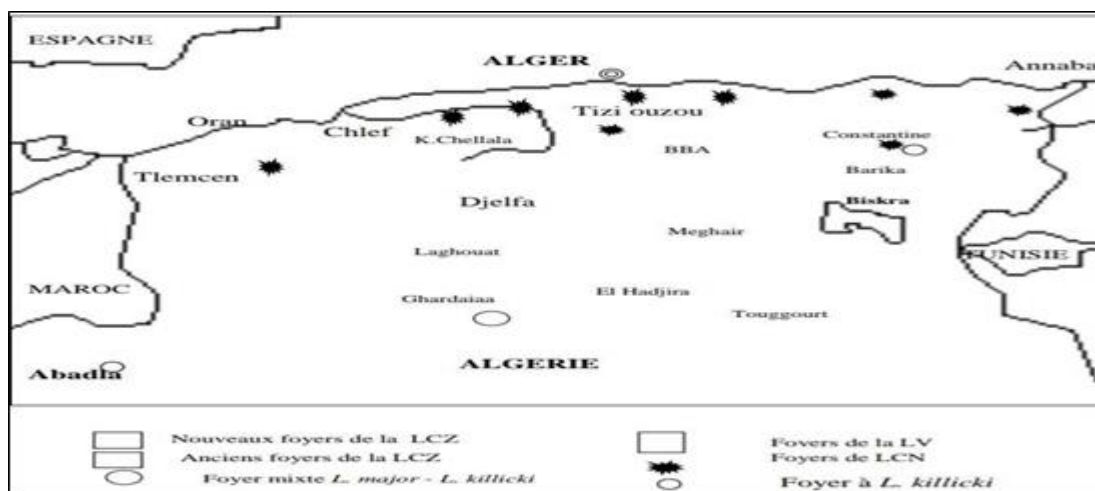 ESPAGNE
ALGER
Annaba
Oran
Chlef
Tizi ouzou
K.Chellala
Constantine
BBA
Tlemcen
Barika
Djelfa
Biskra
Meghair
Laghouat
TUNISIE
MAROC
Ghardaiaa
El Hadjira
Touggourt
Abadla
ALGERIE
Nouveaux foyers de la LCZ
Foyers de la LV
Anciens foyers de la LCZ
Foyers de LCN
Foyer mixte L. major - L. killicki
Foyer à L. killicki